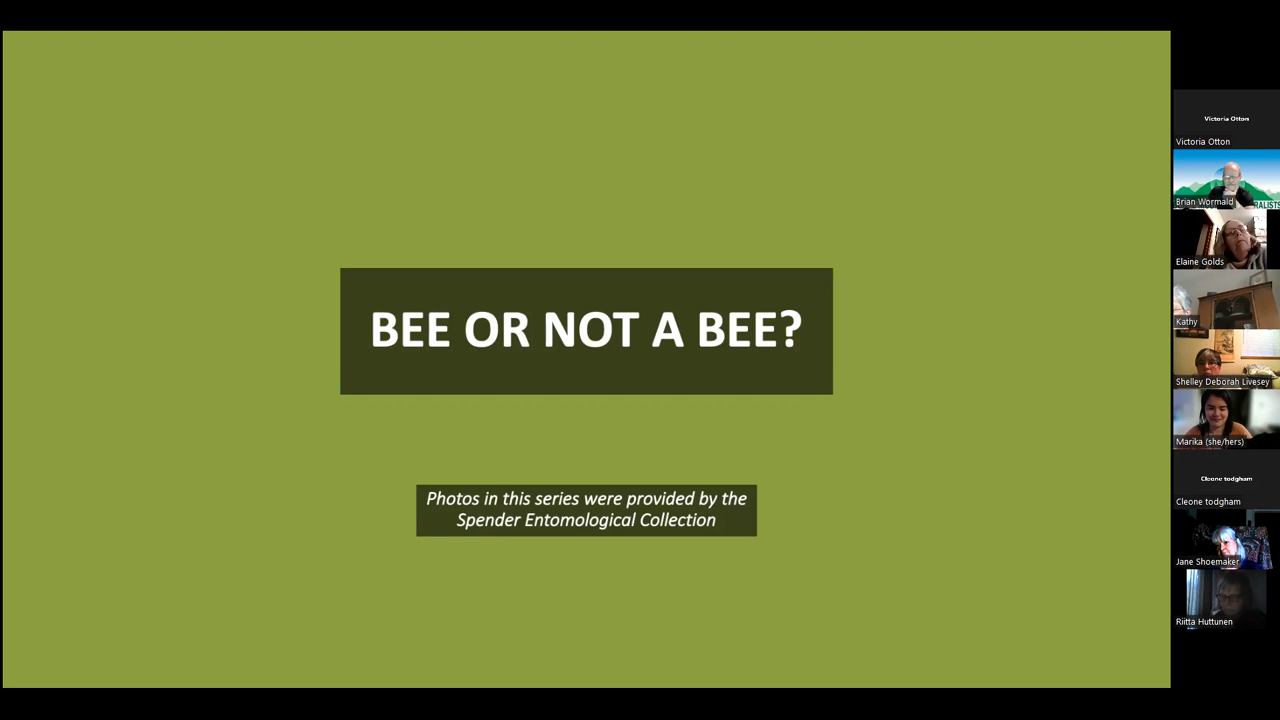 BEE OR NOT A BEE?
Photos in this series were provided by the
Spender Entomological Collection
Victoria Otton
Victoria Otton
RALISTS
Brian Wormald
Elaine Golds
Kathy
Shelley Deborah Livesey
Marika (she/hers)
Cleone todgham
Cleone todgham
Jane Shoemaker
Riitta Huttunen